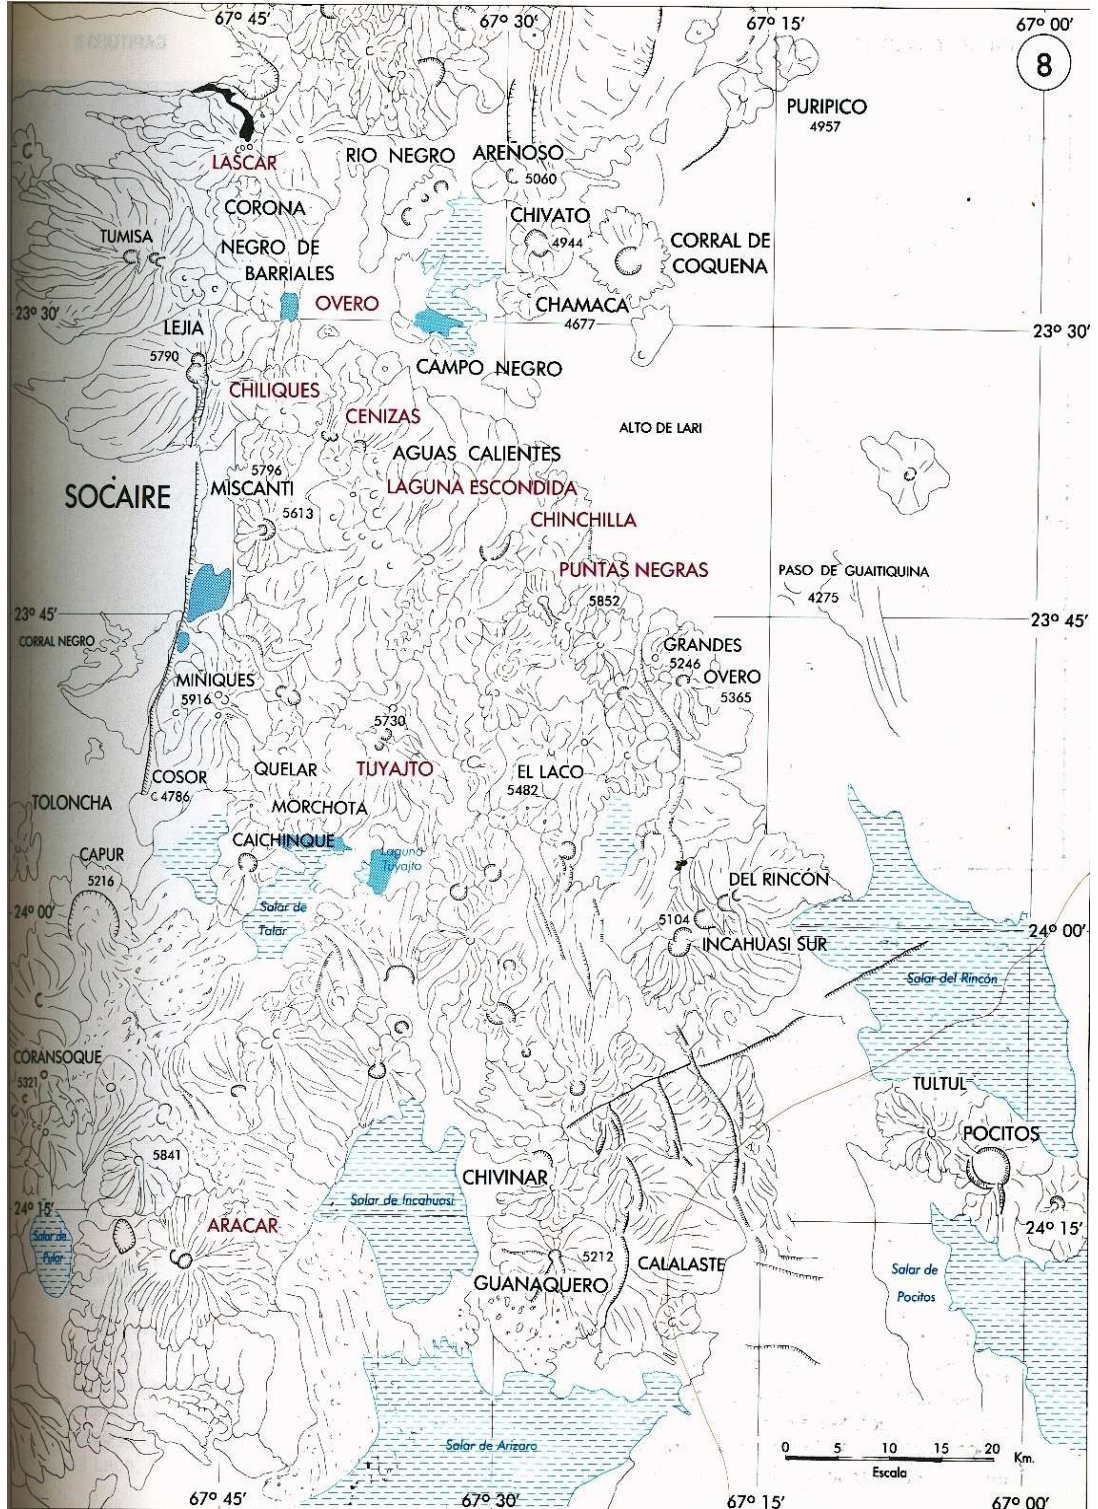 67° 45'
67° 30'
67° 15'
67° 00'
8
PURIPICO
4957
LASCAR
RIO NEGRO
AREÑOSO
5060
CORONA
CHIVATO
4944
TUMISA
NEGRO DE
BARRIALES
CORRAL DE
COQUENA
OVERO
CHAMACA
4677
23° 30'
23° 30'
LEJIA
5790
CAMPO NEGRO
CHILIQUES
CENIZAS
ALTO DE LARI
AGUAS CALIENTES
5796
SOCAIRE
MISCANTI
LAGUNA ESCONDIDA
5613
CHINCHILLA
PUNTAS NEGRAS
5852
PASO DE GUAITIQUINA
4275
23° 45'
23° 45'
CORRAL NEGRO
GRANDES
5246
OVERO
5365
MIÑIQUES
5916
5730
COSOR
4786
QUELAR
TUYAJTO
EL LACO
5482
TOLONCHA
MORCHOTA
CAICHINQUE
Laguna
Tuyajto
CAPUR
5216
DEL RINCÓN
24° 00'
Salar de
Talar
5104
INCAHUASI SUR
24° 00'
Salar del Rincón
CORANSOQUE
5321
TULTUL
POCITOS
5841
CHIVINAR
Salar de Incahuasi
24° 15'
ARACAR
24° 15'
Salar de
Pular
5212
CALALASTE
GUANAQUERO
Salar de
Pocitos
Salar de Arizaro
0 5 10 15 20 Km.
Escala
67° 45'
67° 30'
67° 15'
67° 00'